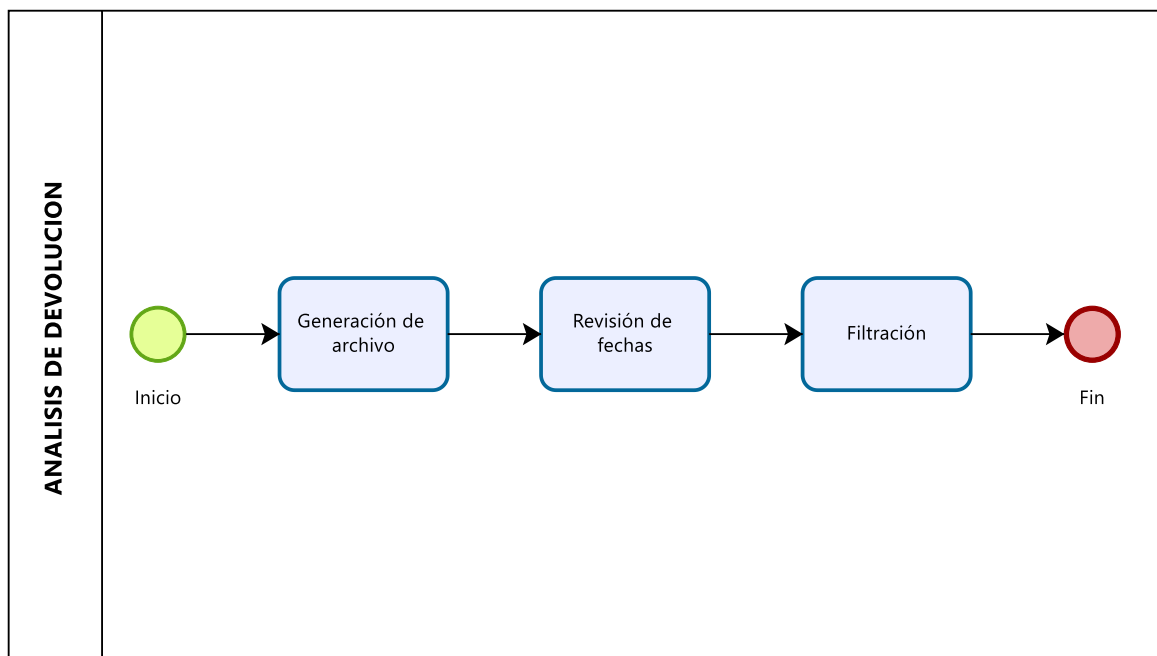 ANALISIS DE DEVOLUCION
Inicio
Generación de
archivo
Revisión de
fechas
Filtración
Fin